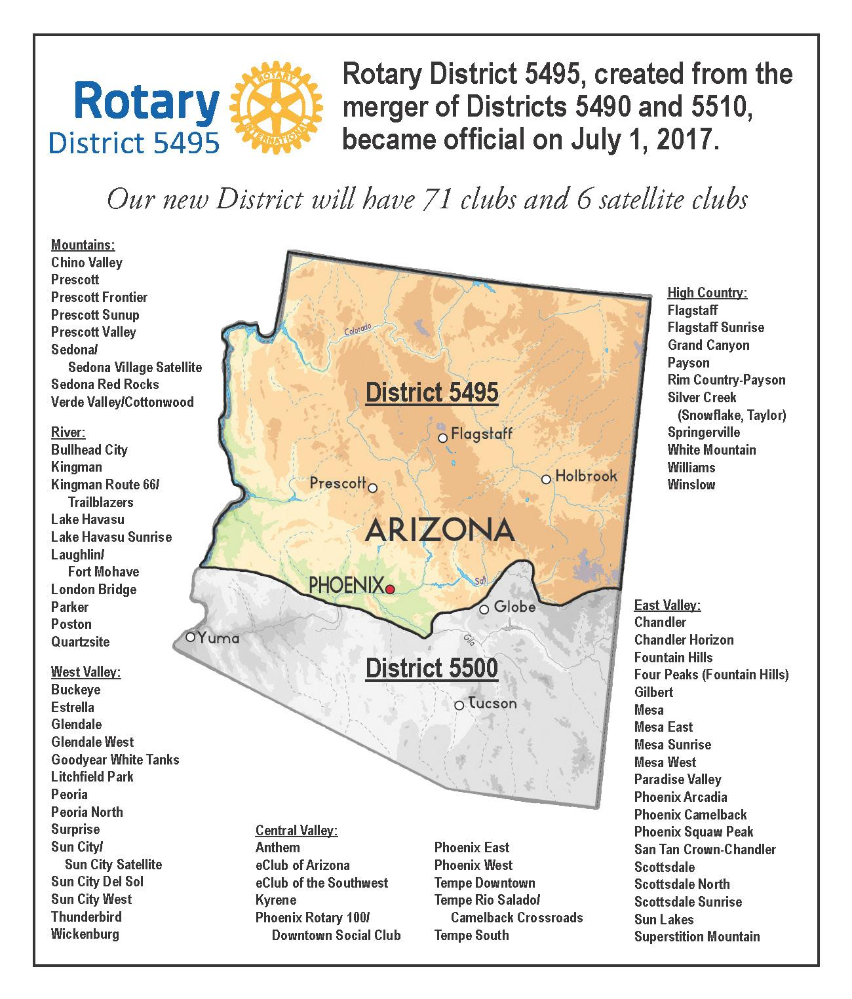 Rotary
District 5495
ROTARY
INTERNATIONAL
Rotary District 5495, created from the
merger of Districts 5490 and 5510,
became official on July 1, 2017.
Our new District will have 71 clubs and 6 satellite clubs
Mountains:
Chino Valley
Prescott
Prescott Frontier
Prescott Sunup
Prescott Valley
Sedona/
Sedona Village Satellite
Sedona Red Rocks
Verde Valley/Cottonwood
River:
Bullhead City
Kingman
Kingman Route 66/
Trailblazers
Lake Havasu
Lake Havasu Sunrise
Laughlin/
Fort Mohave
London Bridge
Parker
Poston
Quartzsite
West Valley:
Buckeye
Estrella
Glendale
Glendale West
Goodyear White Tanks
Litchfield Park
Peoria
Peoria North
Surprise
Sun City/
Sun City Satellite
Sun City Del Sol
Sun City West
Thunderbird
Wickenburg
Colorado
District 5495
Flagstaff
Prescott
Holbrook
ARIZONA
PHOENIX
Salt
Globe
Yuma
Gila
District 5500
Tucson
High Country:
Flagstaff
Flagstaff Sunrise
Grand Canyon
Payson
Rim Country-Payson
Silver Creek
(Snowflake, Taylor)
Springerville
White Mountain
Williams
Winslow
East Valley:
Chandler
Chandler Horizon
Fountain Hills
Four Peaks (Fountain Hills)
Gilbert
Mesa
Mesa East
Mesa Sunrise
Mesa West
Paradise Valley
Phoenix Arcadia
Phoenix Camelback
Phoenix Squaw Peak
San Tan Crown-Chandler
Scottsdale
Scottsdale North
Scottsdale Sunrise
Sun Lakes
Superstition Mountain
Central Valley:
Anthem
eClub of Arizona
eClub of the Southwest
Kyrene
Phoenix Rotary 100/
Downtown Social Club
Phoenix East
Phoenix West
Tempe Downtown
Tempe Rio Salado/
Camelback Crossroads
Tempe South